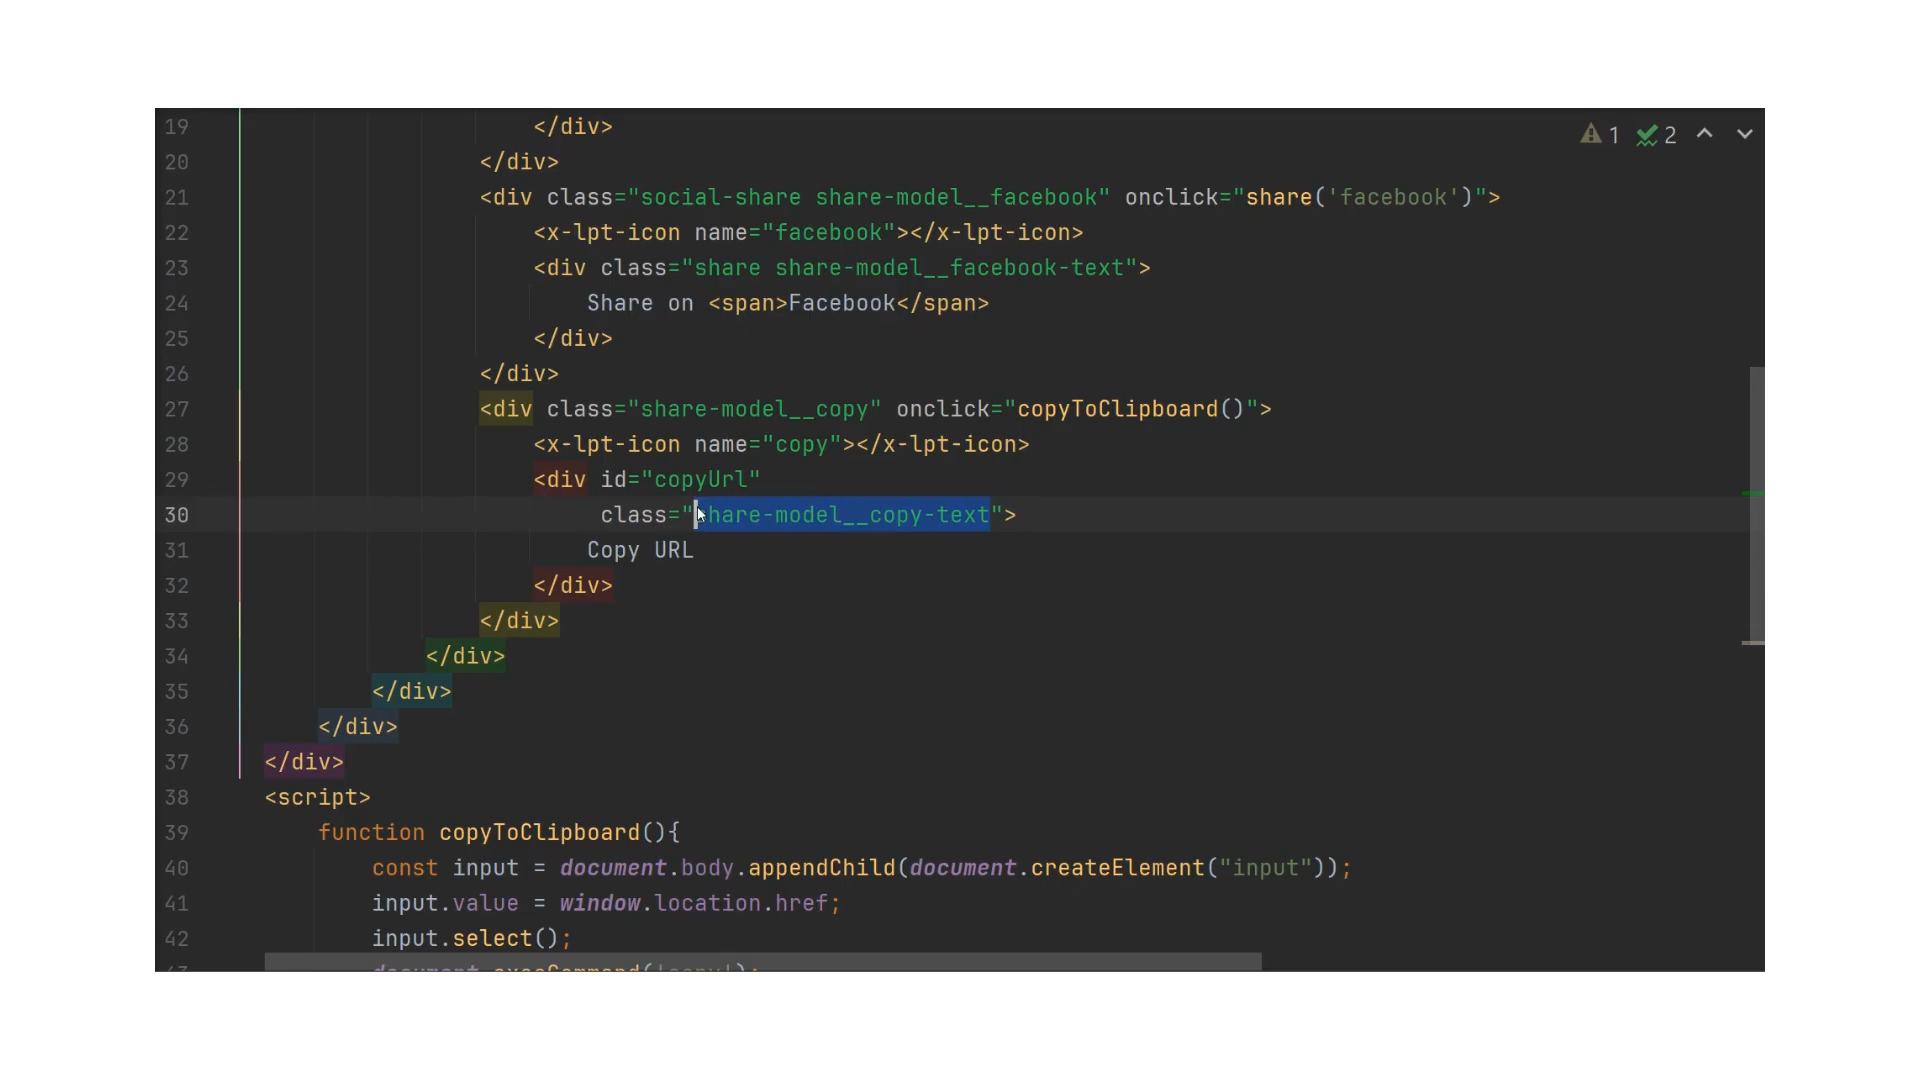 1 2
19 </div>
20 </div>
21 <div class="social-share share-model__facebook" onclick="share('facebook')">
22 <x-lpt-icon name="facebook"></x-lpt-icon>
23 <div class="share share-model__facebook-text">
24 Share on <span>Facebook</span>
25 </div>
26 </div>
27 <div class="share-model__copy" onclick="copyToClipboard()">
28 <x-lpt-icon name="copy"></x-lpt-icon>
29 <div id="copyUrl"
30 class="share-model__copy-text">
31 Copy URL
32 </div>
33 </div>
34 </div>
35 </div>
36 </div>
37 </div>
38 <script>
39 function copyToClipboard(){
40 const input = document.body.appendChild(document.createElement("input"));
41 input.value = window.location.href;
42 input.select();
43 document.execCommand('copy');